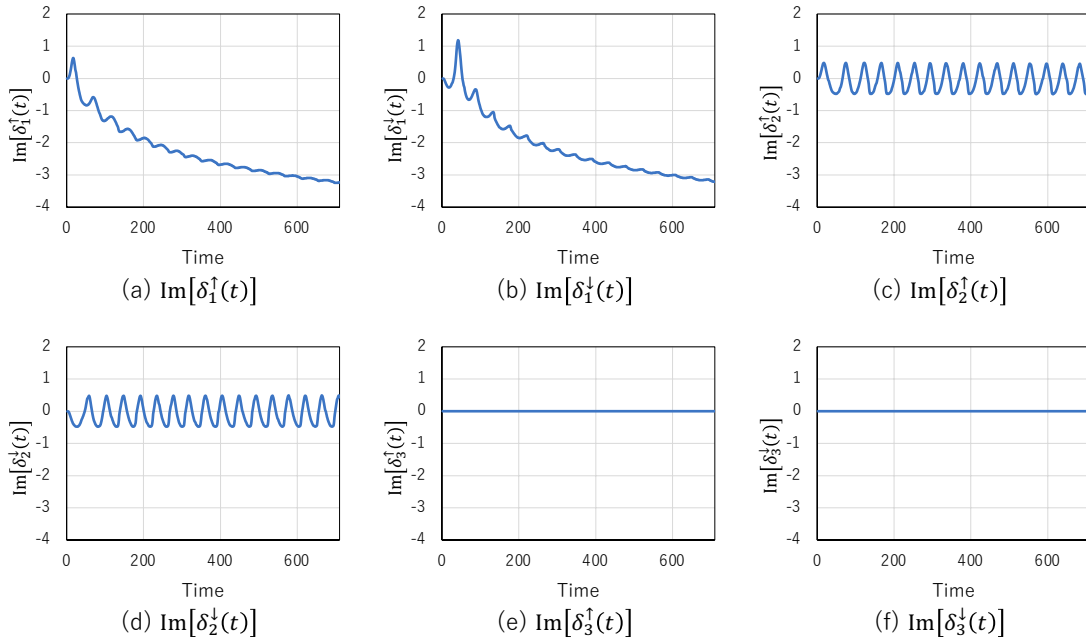 2 2 2
1 1 1
0 0 0
-1 -1 -1
-2 -2 -2
-3 -3 -3
-4 -4 -4
Im[δ₁↑(t)] Im[δ₁↓(t)] Im[δ₂↑(t)]
0 200 400 600 0 200 400 600 0 200 400 600
Time Time Time
(a) Im[δ₁↑(t)] (b) Im[δ₁↓(t)] (c) Im[δ₂↑(t)]
2 2 2
1 1 1
0 0 0
-1 -1 -1
-2 -2 -2
-3 -3 -3
-4 -4 -4
Im[δ₂↓(t)] Im[δ₃↑(t)] Im[δ₃↓(t)]
0 200 400 600 0 200 400 600 0 200 400 600
Time Time Time
(d) Im[δ₂↓(t)] (e) Im[δ₃↑(t)] (f) Im[δ₃↓(t)]